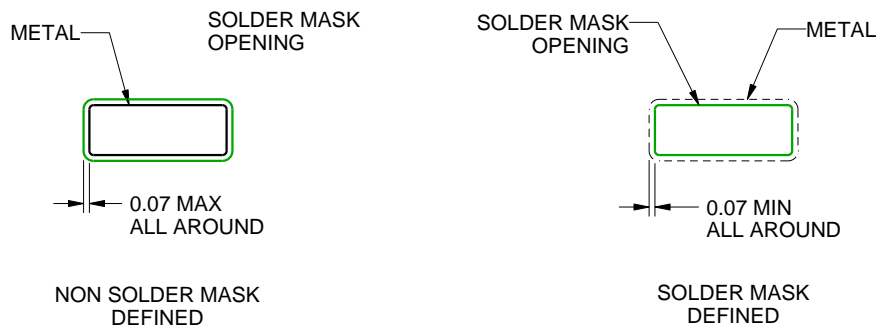 METAL
SOLDER MASK
OPENING
0.07 MAX
ALL AROUND
NON SOLDER MASK
DEFINED
SOLDER MASK
OPENING
METAL
0.07 MIN
ALL AROUND
SOLDER MASK
DEFINED